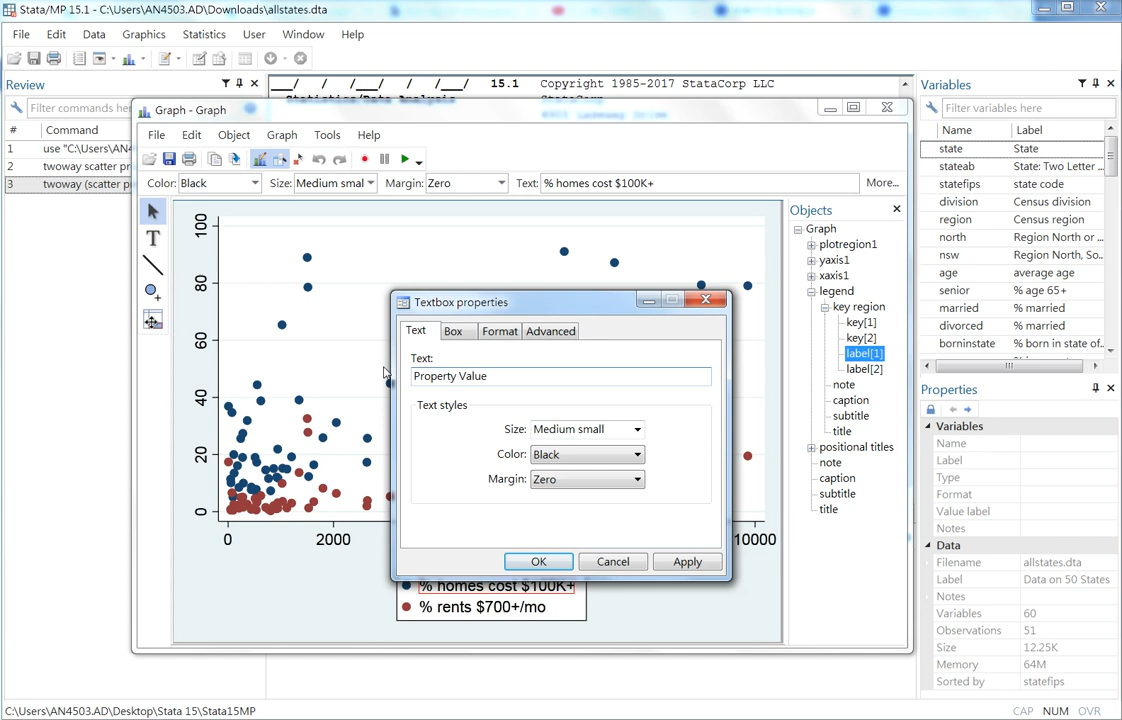 Stata/MP 15.1 - C:\Users\AN4503.AD\Downloads\allstates.dta
File Edit Data Graphics Statistics User Window Help
Review
Filter commands he
# Command
1 use "C:\Users\AN4
2 twoway scatter pr
3 twoway (scatter p
15.1 Copyright 1985-2017 StataCorp LLC
Statistics/Data Analysis StataCorp
Graph - Graph
File Edit Object Graph Tools Help
Color: Black Size: Medium smal Margin: Zero Text: % homes cost $100K+ More...
100
80
60
40
20
0
0 2000 10000
% homes cost $100K+
% rents $700+/mo
Textbox properties
Text Box Format Advanced
Text:
Property Value
Text styles
Size: Medium small
Color: Black
Margin: Zero
OK Cancel Apply
Objects
Graph
plotregion1
yaxis1
xaxis1
legend
key region
key[1]
key[2]
label[1]
label[2]
note
caption
subtitle
title
positional titles
note
caption
subtitle
title
Variables
Filter variables here
Name Label
state State
stateab State: Two Letter ...
statefips state code
division Census division
region Census region
north Region North or ...
nsw Region North, So...
age average age
senior % age 65+
married % married
divorced % married
borninstate % born in state of...
Properties
Variables
Name
Label
Type
Format
Value label
Notes
Data
Filename allstates.dta
Label Data on 50 States
Notes
Variables 60
Observations 51
Size 12.25K
Memory 64M
Sorted by statefips
C:\Users\AN4503.AD\Desktop\Stata 15\Stata15MP
CAP NUM OVR